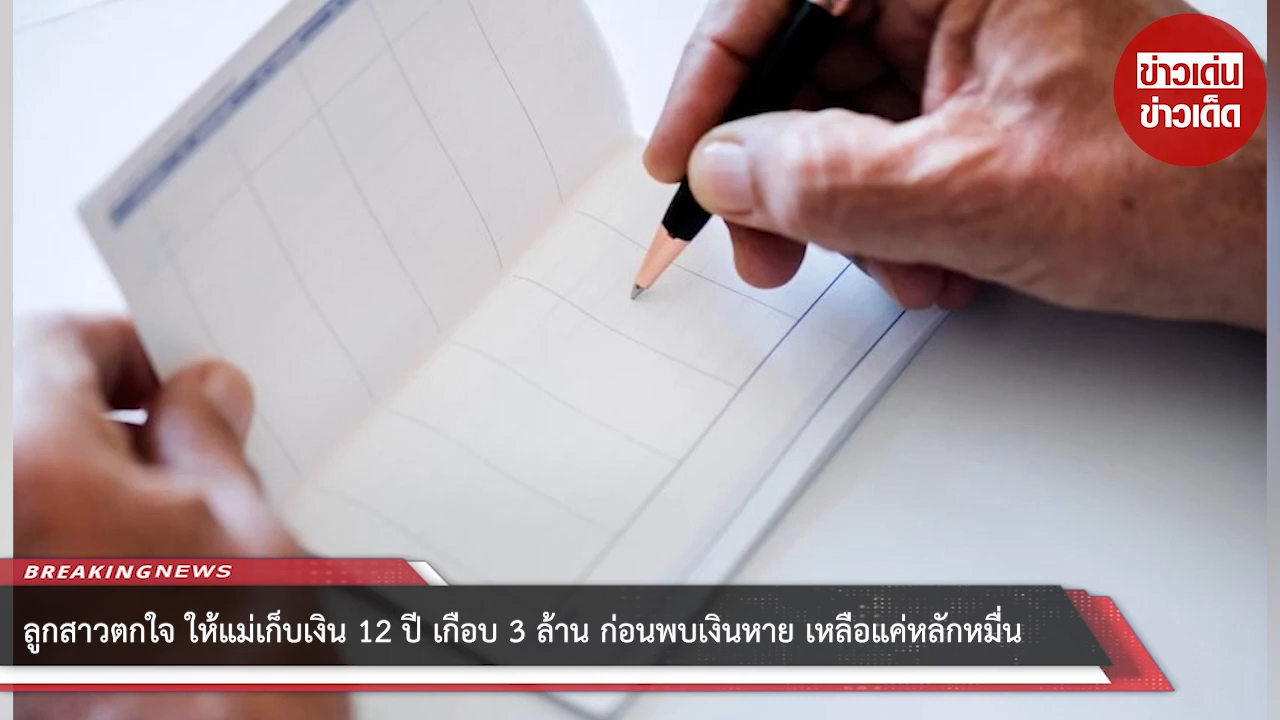 ข่าวเด่น
ข่าวเด็ด
BREAKING NEWS
ลูกสาวตกใจ ให้แม่เก็บเงิน 12 ปี เกือบ 3 ล้าน ก่อนพบเงินหาย เหลือแค่หลักหมื่น